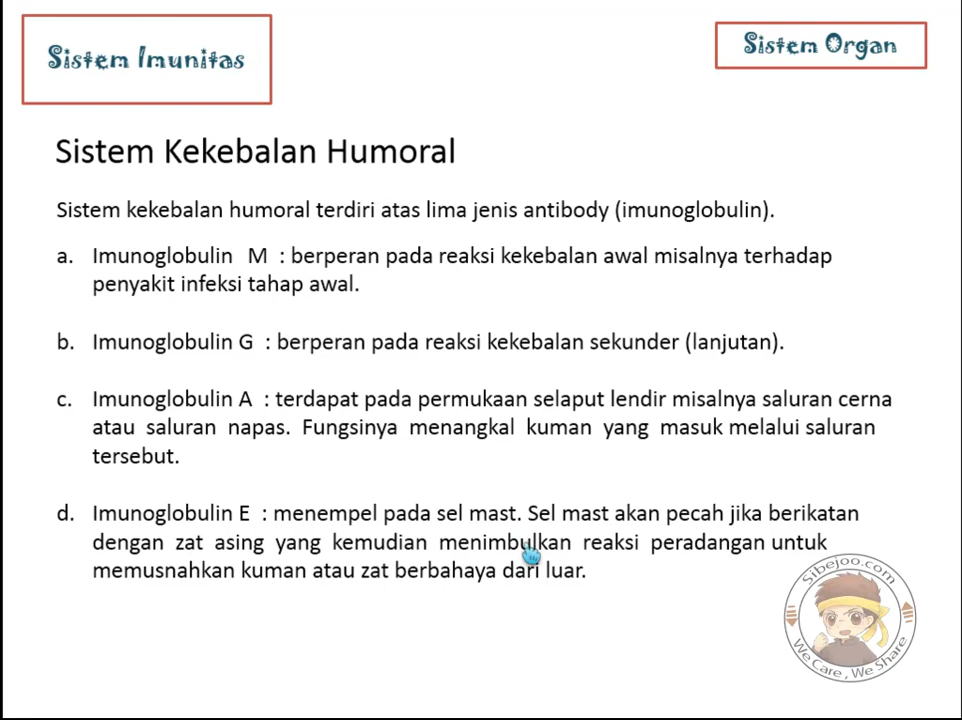 Sistem Imunitas
Sistem Organ
Sistem Kekebalan Humoral
Sistem kekebalan humoral terdiri atas lima jenis antibody (imunoglobulin).
a. Imunoglobulin M : berperan pada reaksi kekebalan awal misalnya terhadap
penyakit infeksi tahap awal.
b. Imunoglobulin G : berperan pada reaksi kekebalan sekunder (lanjutan).
c. Imunoglobulin A : terdapat pada permukaan selaput lendir misalnya saluran cerna
atau saluran napas. Fungsinya menangkal kuman yang masuk melalui saluran
tersebut.
d. Imunoglobulin E : menempel pada sel mast. Sel mast akan pecah jika berikatan
dengan zat asing yang kemudian menimbulkan reaksi peradangan untuk
memusnahkan kuman atau zat berbahaya dari luar.
Sibejoo.com
We Care, We Share